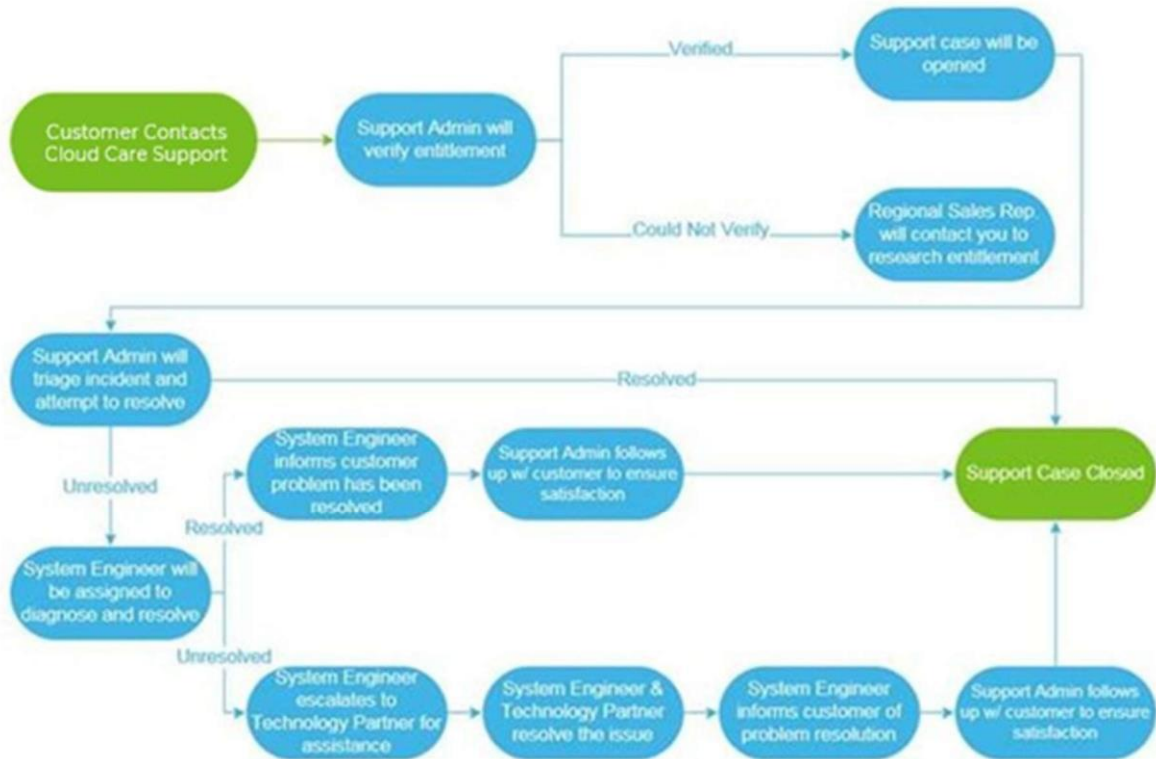 Verified
Support case will be
opened
Customer Contacts
Cloud Care Support
Support Admin will
verify entitlement
Could Not Verify
Regional Sales Rep.
will contact you to
research entitlement
Support Admin will
triage incident and
attempt to resolve
Resolved
Unresolved
System Engineer
informs customer
problem has been
resolved
Support Admin follows
up w/ customer to ensure
satisfaction
Support Case Closed
Resolved
System Engineer will
be assigned to
diagnose and resolve
Unresolved
System Engineer
escalates to
Technology Partner for
assistance
System Engineer &
Technology Partner
resolve the issue
System Engineer
informs customer of
problem resolution
Support Admin follows
up w/ customer to ensure
satisfaction